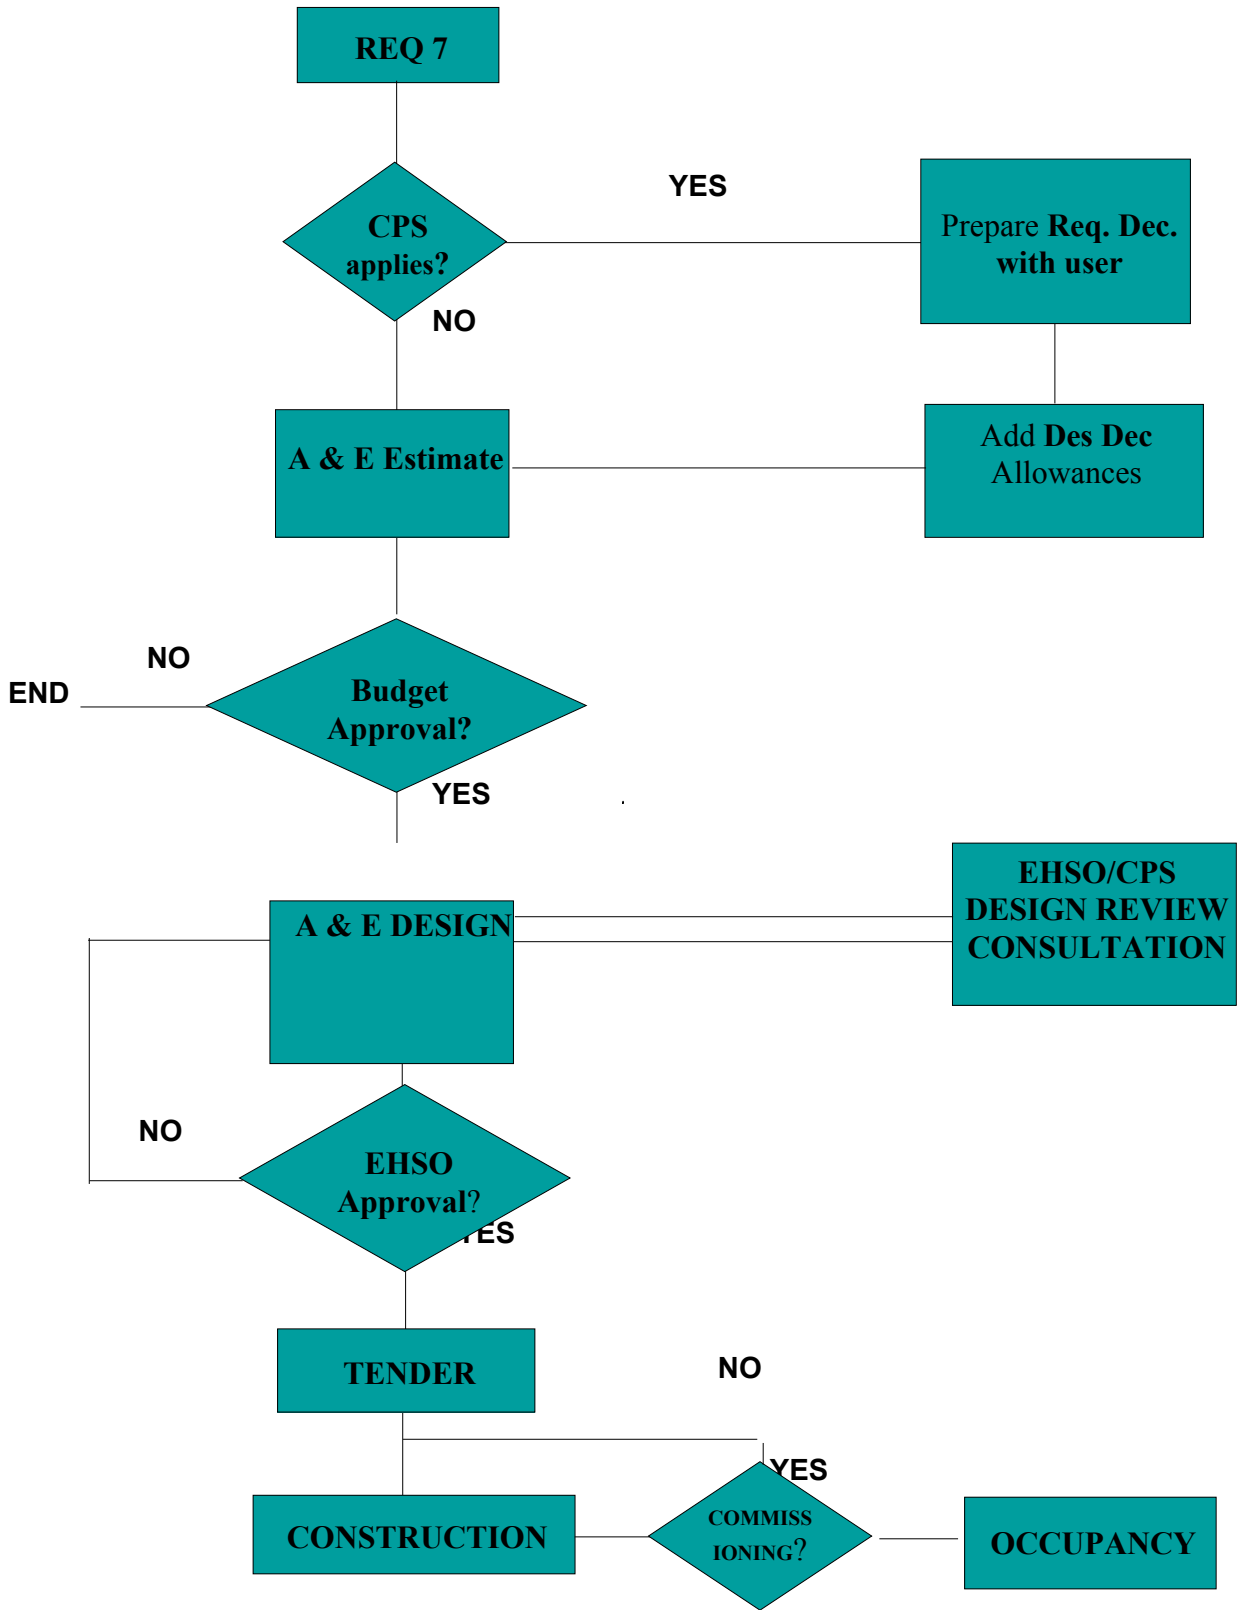 REQ 7
YES
CPS
applies?
Prepare Req. Dec.
with user
NO
A & E Estimate
Add Des Dec
Allowances
NO
END
Budget
Approval?
YES
.
A & E DESIGN
EHSO/CPS
DESIGN REVIEW
CONSULTATION
NO
EHSO
Approval?
YES
TENDER
NO
YES
CONSTRUCTION
COMMISS
IONING?
OCCUPANCY